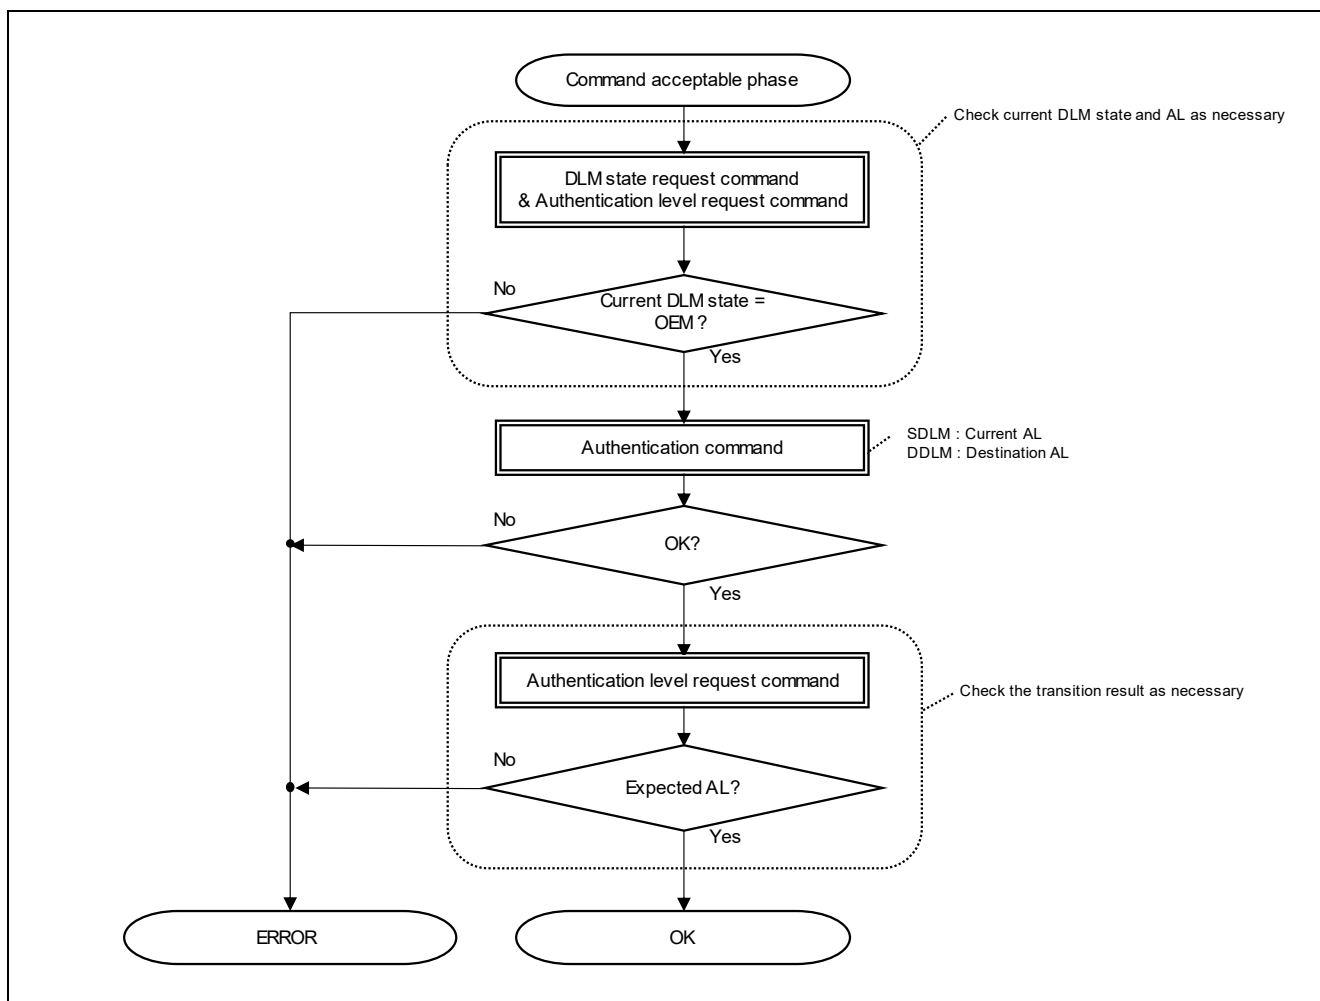 Command acceptable phase
Check current DLM state and AL as necessary
DLM state request command
& Authentication level request command
No
Current DLM state =
OEM ?
Yes
Authentication command
SDLM : Current AL
DDLM : Destination AL
No
OK?
Yes
Authentication level request command
Check the transition result as necessary
No
Expected AL?
Yes
ERROR
OK